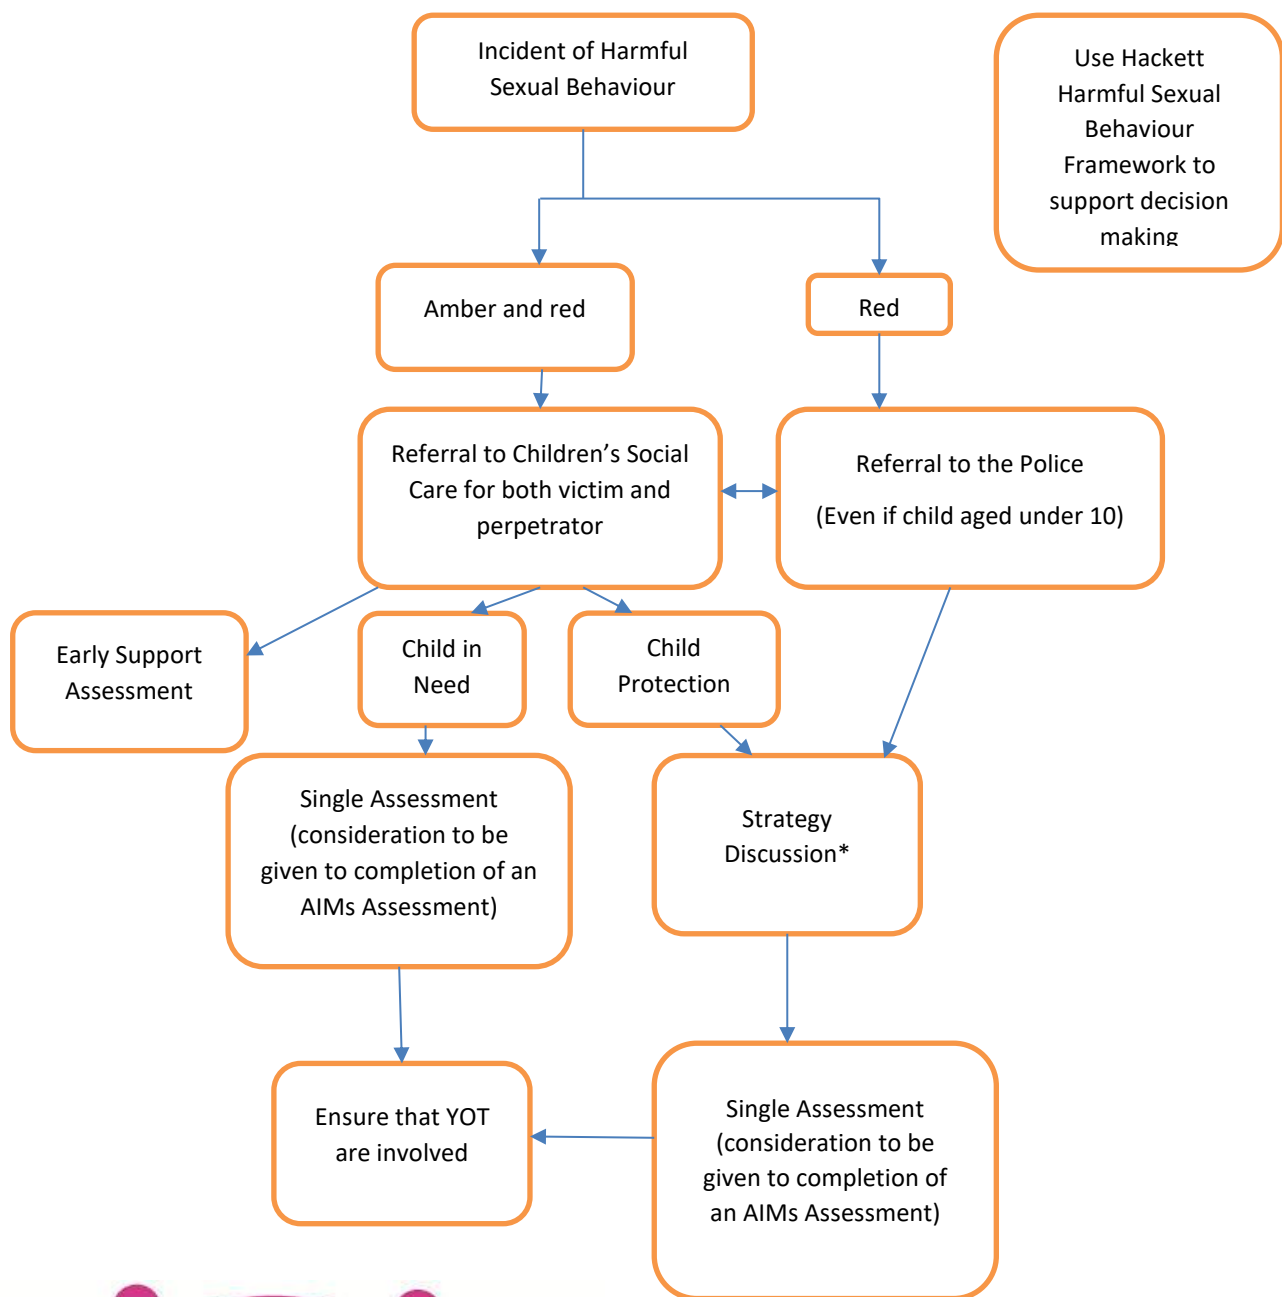 Incident of Harmful
Sexual Behaviour
Use Hackett
Harmful Sexual
Behaviour
Framework to
support decision
making
Amber and red
Red
Referral to Children’s Social
Care for both victim and
perpetrator
Referral to the Police
(Even if child aged under 10)
Early Support
Assessment
Child in
Need
Child
Protection
Single Assessment
(consideration to be
given to completion of an
AIMs Assessment)
Strategy
Discussion*
Ensure that YOT
are involved
Single Assessment
(consideration to be
given to completion of
an AIMs Assessment)